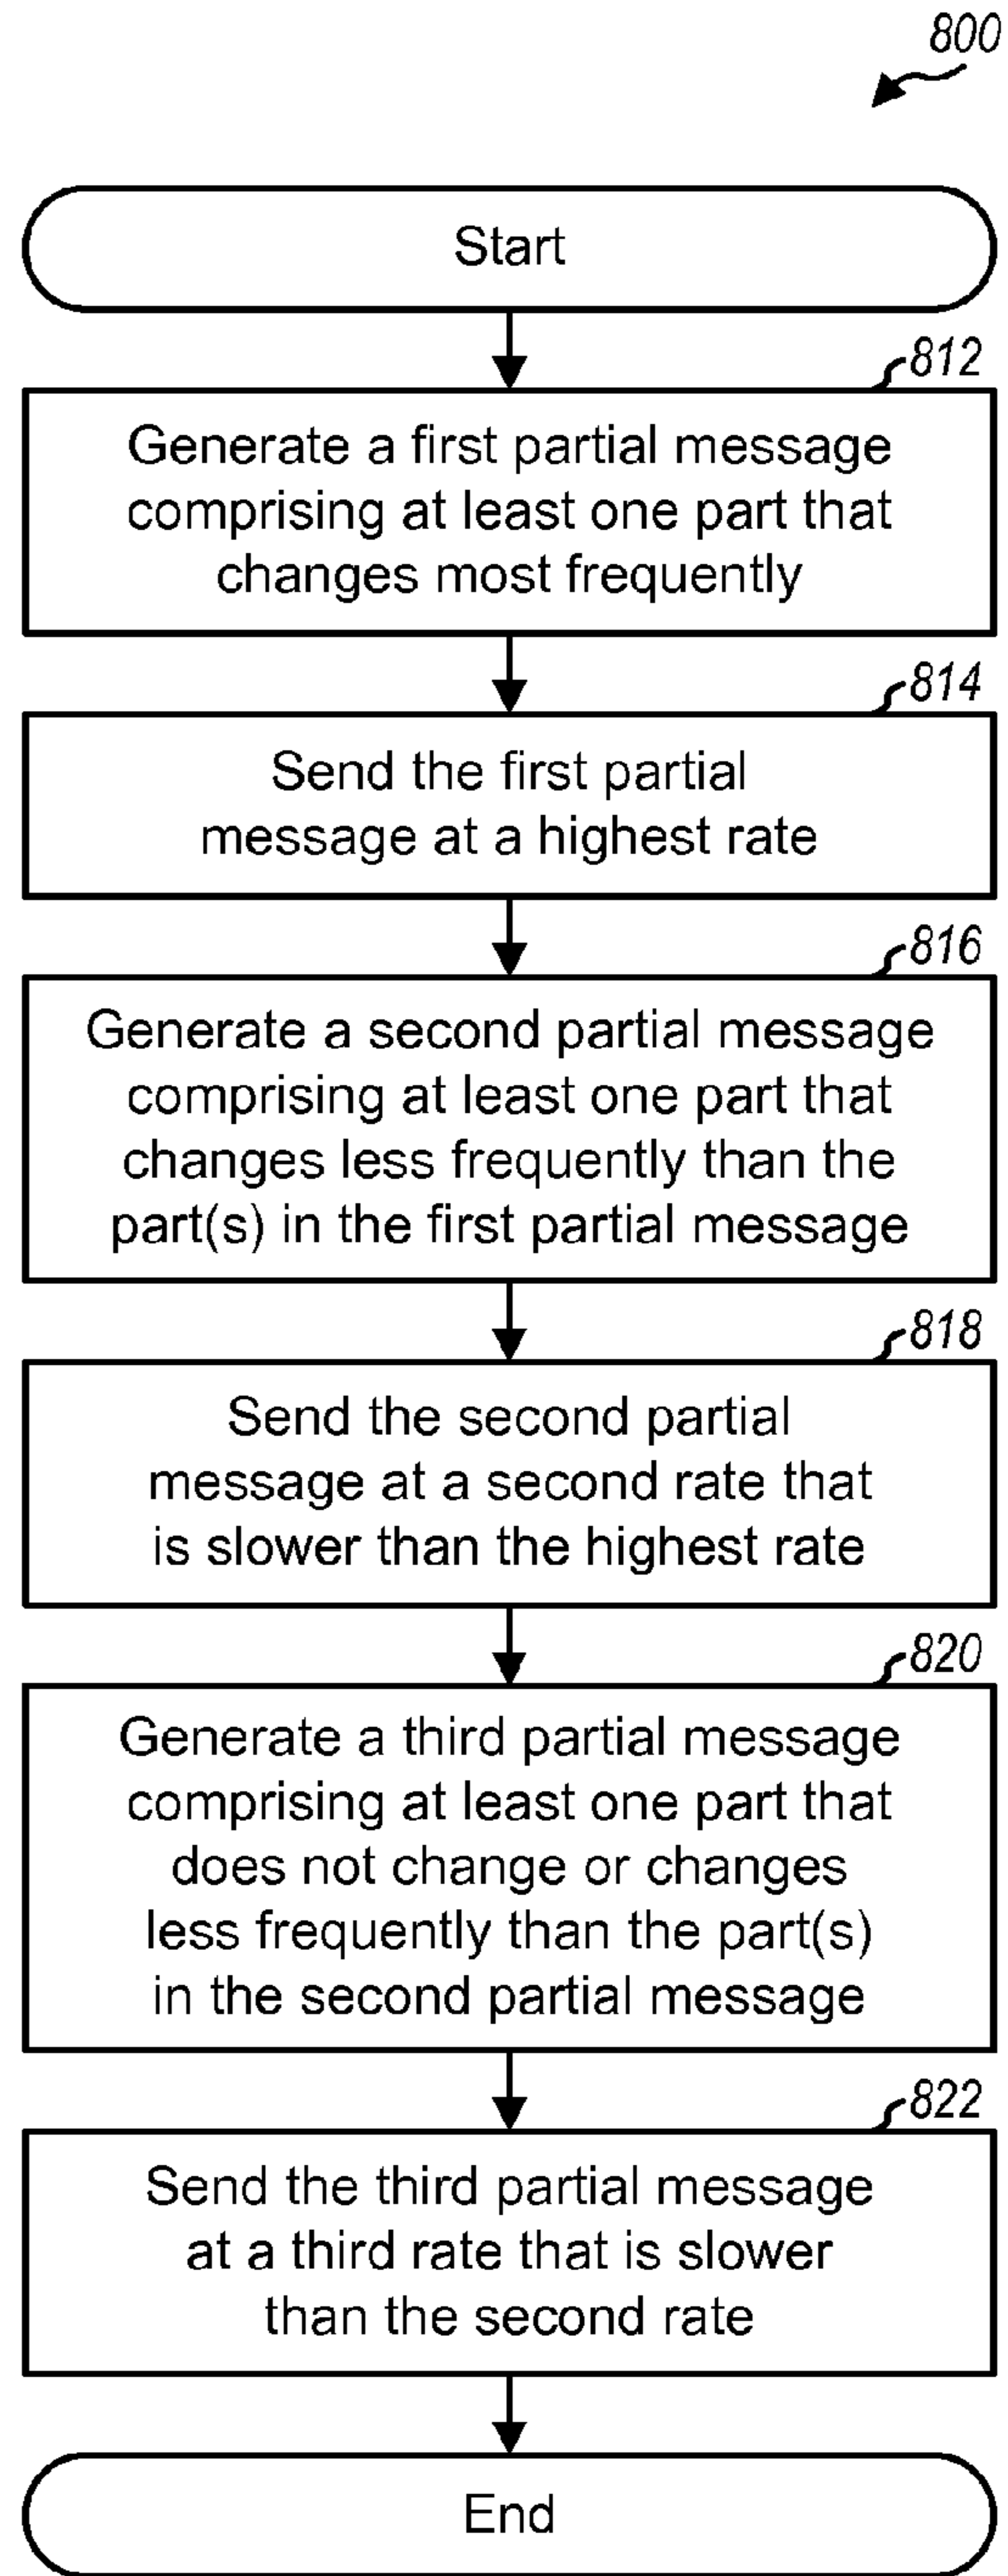 800
Start
812
Generate a first partial message
comprising at least one part that
changes most frequently
814
Send the first partial
message at a highest rate
816
Generate a second partial message
comprising at least one part that
changes less frequently than the
part(s) in the first partial message
818
Send the second partial
message at a second rate that
is slower than the highest rate
820
Generate a third partial message
comprising at least one part that
does not change or changes
less frequently than the part(s)
in the second partial message
822
Send the third partial message
at a third rate that is slower
than the second rate
End